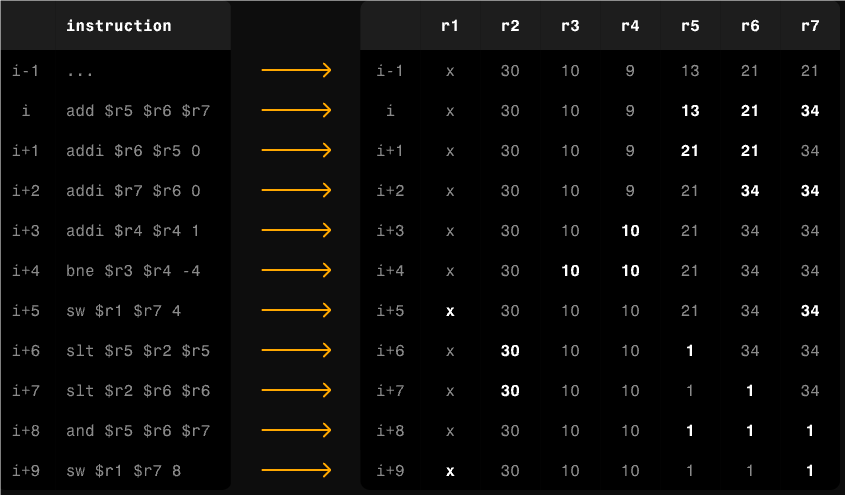 instruction r1 r2 r3 r4 r5 r6 r7
i-1 ... i-1 x 30 10 9 13 21 21
i add $r5 $r6 $r7 i x 30 10 9 13 21 34
i+1 addi $r6 $r5 0 i+1 x 30 10 9 21 21 34
i+2 addi $r7 $r6 0 i+2 x 30 10 9 21 34 34
i+3 addi $r4 $r4 1 i+3 x 30 10 10 21 34 34
i+4 bne $r3 $r4 -4 i+4 x 30 10 10 21 34 34
i+5 sw $r1 $r7 4 i+5 x 30 10 10 21 34 34
i+6 slt $r5 $r2 $r5 i+6 x 30 10 10 1 34 34
i+7 slt $r2 $r6 $r6 i+7 x 30 10 10 1 1 34
i+8 and $r5 $r6 $r7 i+8 x 30 10 10 1 1 1
i+9 sw $r1 $r7 8 i+9 x 30 10 10 1 1 1